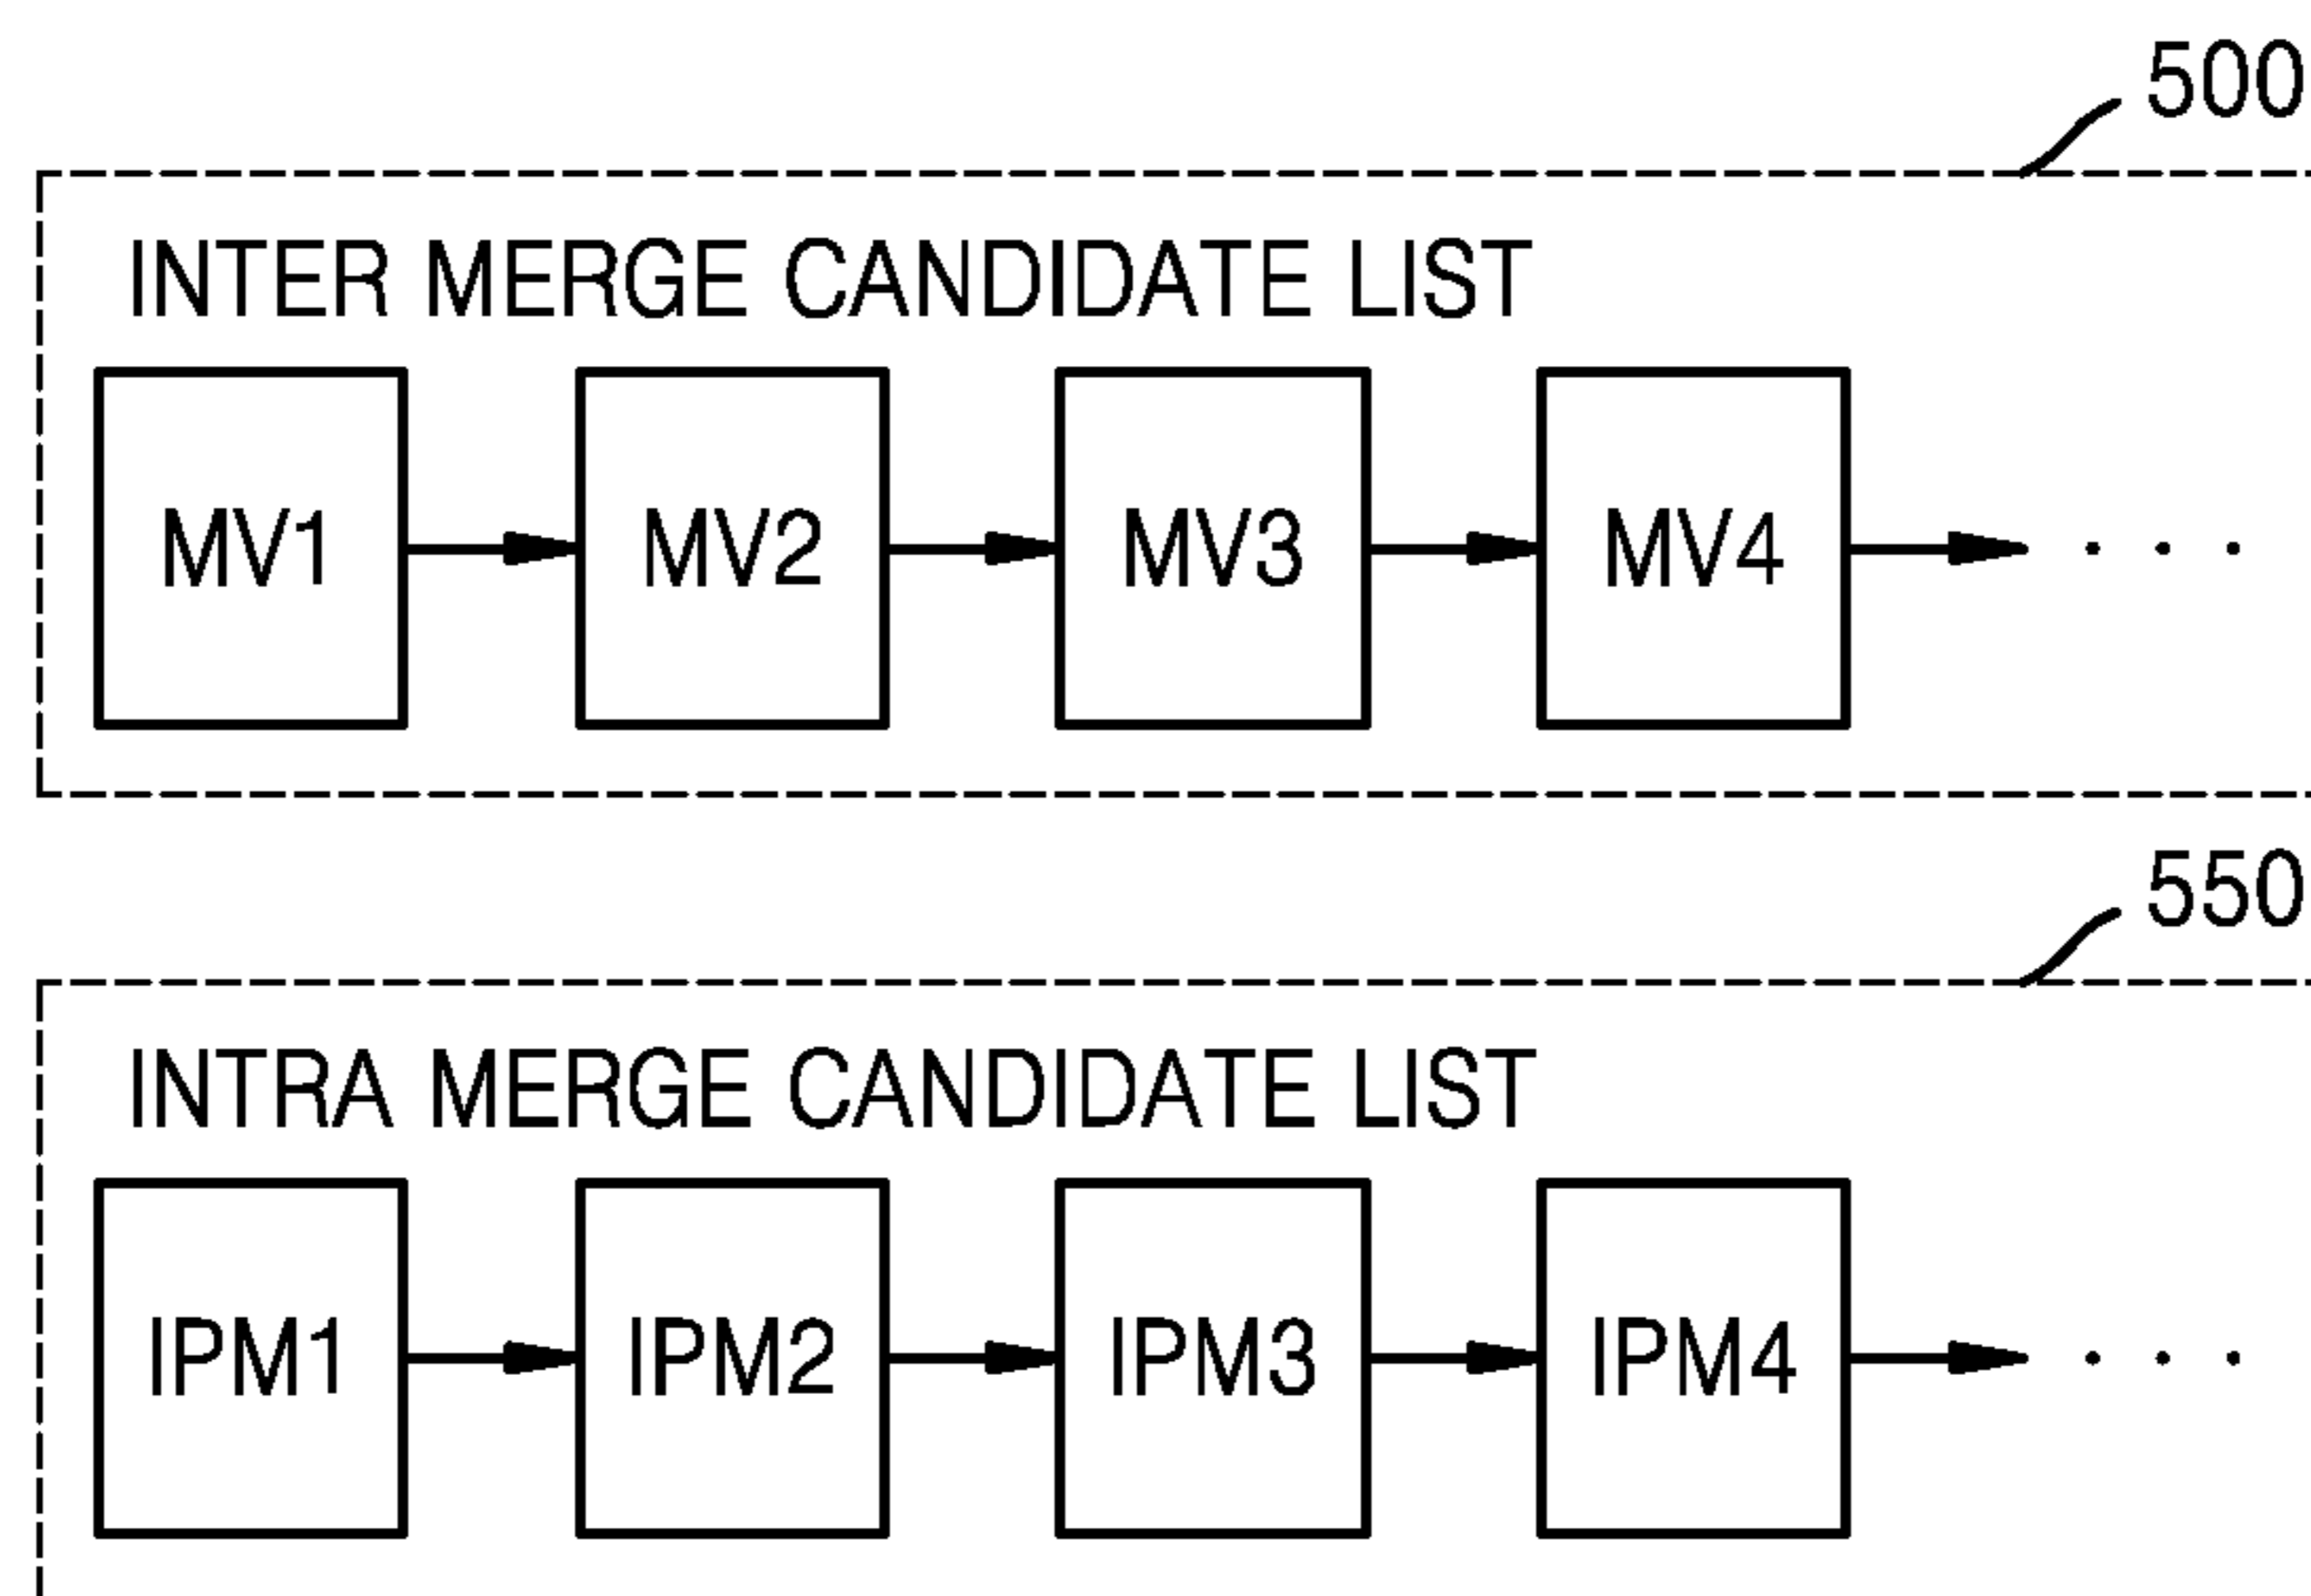 500
INTER MERGE CANDIDATE LIST
MV1 MV2 MV3 MV4 . . .
550
INTRA MERGE CANDIDATE LIST
IPM1 IPM2 IPM3 IPM4 . . .